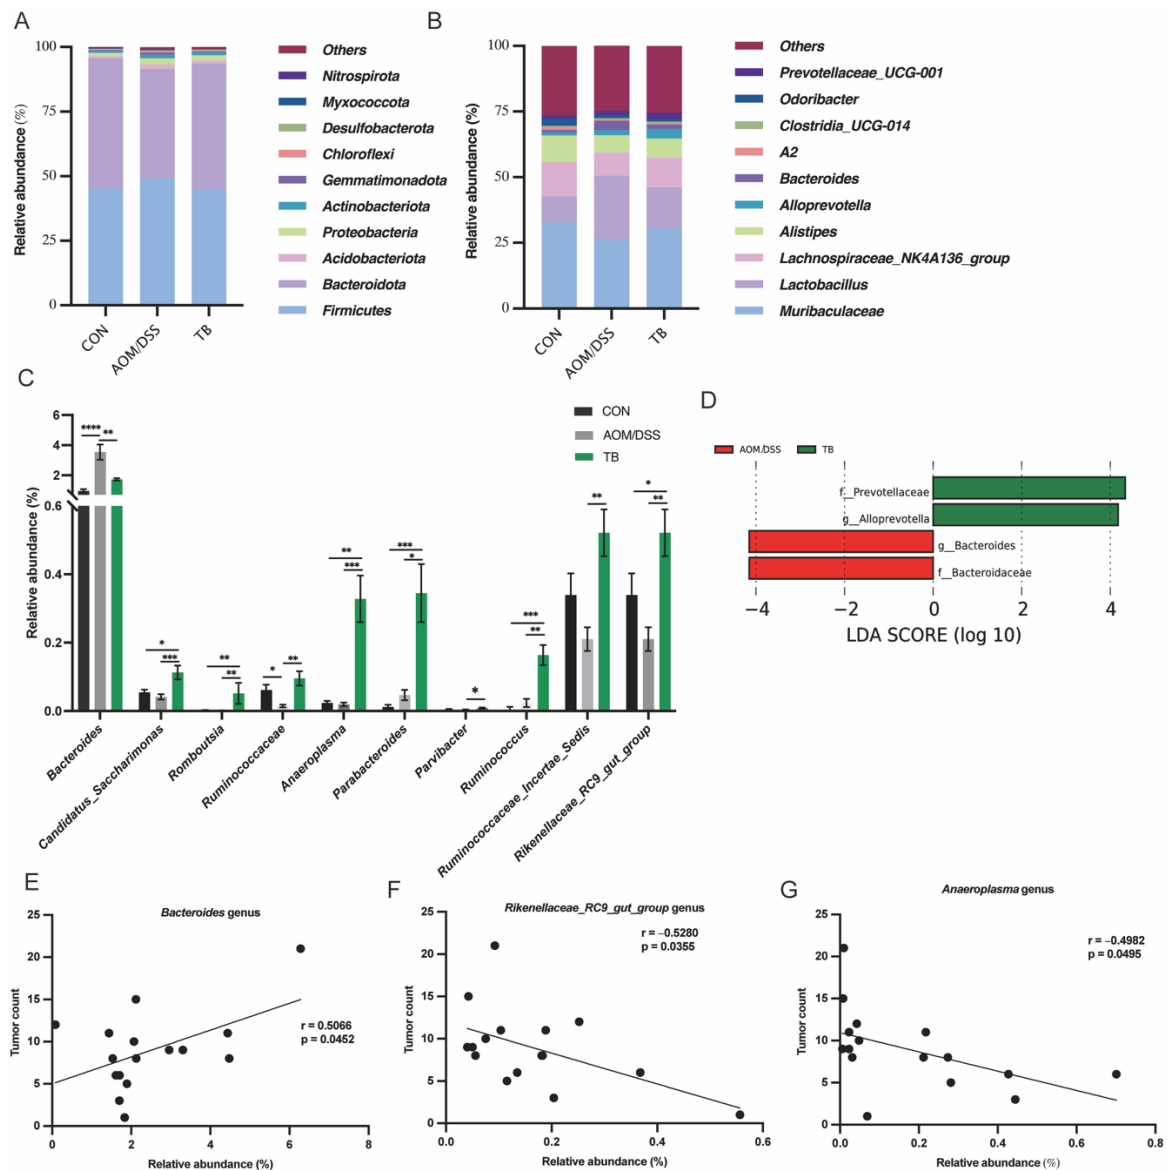 A
Relative abundance (%)
100
75
50
25
0
CON
AOM/DSS
TB
Others
Nitrospirota
Myxococcota
Desulfobacterota
Chloroflexi
Gemmatimonadota
Actinobacteriota
Proteobacteria
Acidobacteriota
Bacteroidota
Firmicutes
B
Relative abundance (%)
100
75
50
25
0
CON
AOM/DSS
TB
Others
Prevotellaceae_UCG-001
Odoribacter
Clostridia_UCG-014
A2
Bacteroides
Alloprevotella
Alistipes
Lachnospiraceae_NK4A136_group
Lactobacillus
Muribaculaceae
C
Relative abundance (%)
6
4
2
0.6
0.4
0.2
0.0
CON
AOM/DSS
TB
**** **
*
***
**
**
* **
**
***
***
*
*
***
**
**
*
**
Bacteroides
Candidatus_Saccharimonas
Romboutsia
Ruminococcaceae
Anaeroplasma
Parabacteroides
Parvibacter
Ruminococcus
Ruminococcaceae_Incertae_Sedis
Rikenellaceae_RC9_gut_group
D
AOM/DSS TB
f__Prevotellaceae
g__Alloprevotella
g__Bacteroides
f__Bacteroidaceae
−4 −2 0 2 4
LDA SCORE (log 10)
E
Bacteroides genus
Tumor count
25
20
15
10
5
0
r = 0.5066
p = 0.0452
0 2 4 6 8
Relative abundance (%)
F
Rikenellaceae_RC9_gut_group genus
Tumor count
25
20
15
10
5
0
r = −0.5280
p = 0.0355
0.0 0.2 0.4 0.6
Relative abundance (%)
G
Anaeroplasma genus
Tumor count
25
20
15
10
5
0
r = −0.4982
p = 0.0495
0.0 0.2 0.4 0.6 0.8
Relative abundance (%)